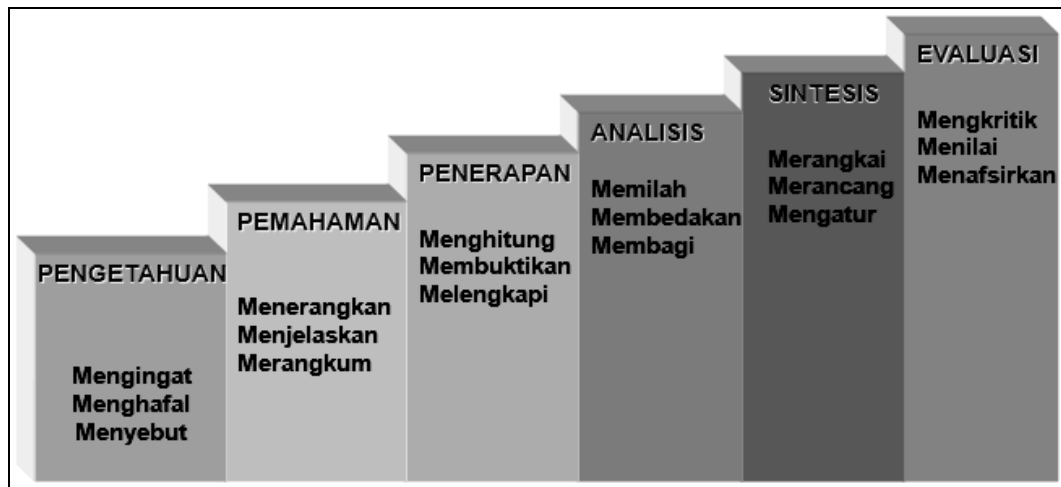 PENGETAHUAN
Mengingat
Menghafal
Menyebut
PEMAHAMAN
Menerangkan
Menjelaskan
Merangkum
PENERAPAN
Menghitung
Membuktikan
Melengkapi
ANALISIS
Memilah
Membedakan
Membagi
SINTESIS
Merangkai
Merancang
Mengatur
EVALUASI
Mengkritik
Menilai
Menafsirkan